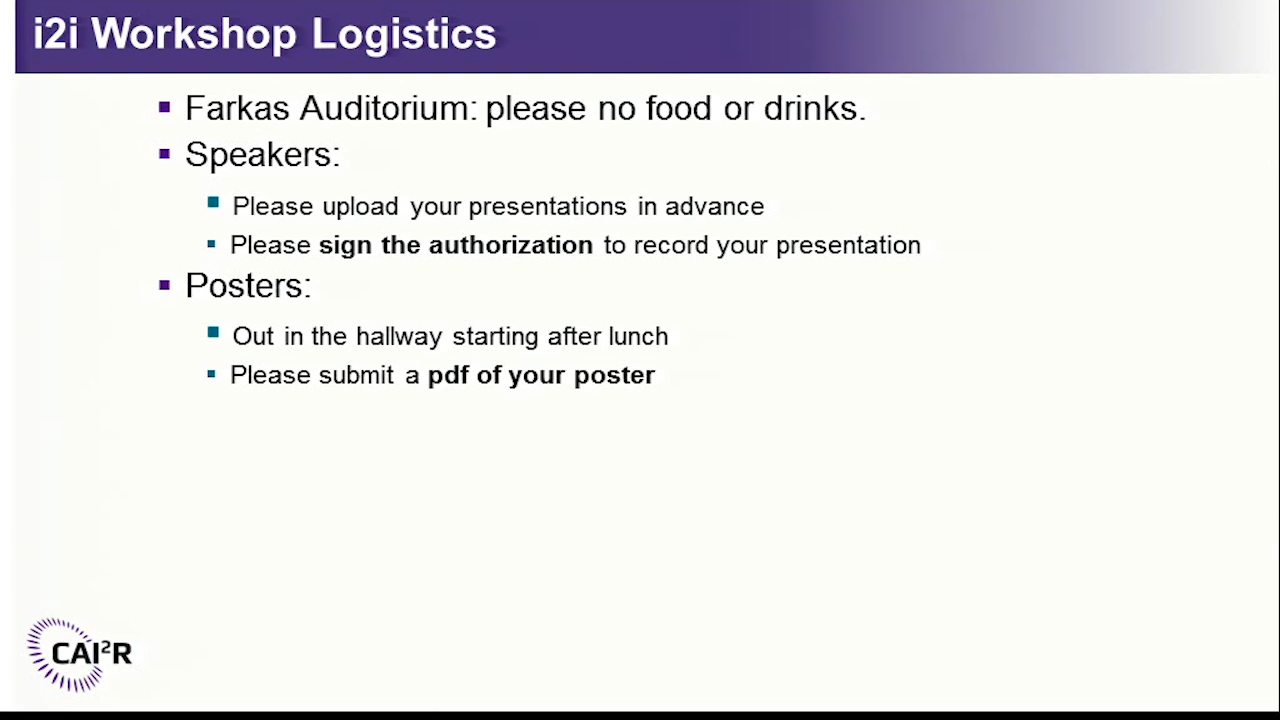 i2i Workshop Logistics
Farkas Auditorium: please no food or drinks.
Speakers:
Please upload your presentations in advance
Please sign the authorization to record your presentation
Posters:
Out in the hallway starting after lunch
Please submit a pdf of your poster
CAI²R